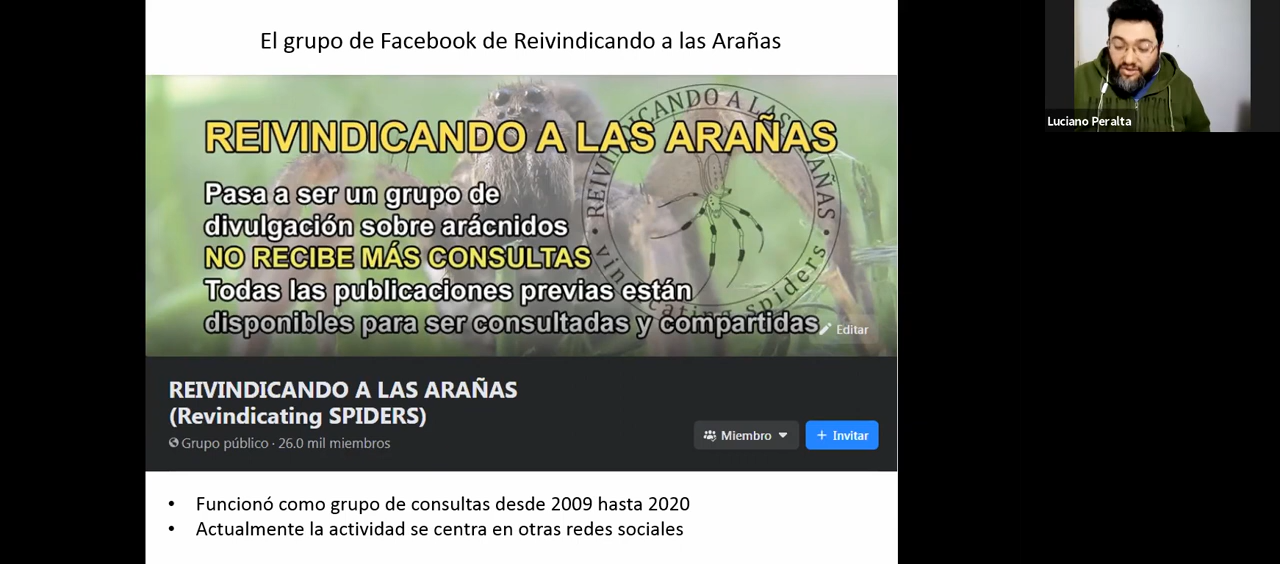 El grupo de Facebook de Reivindicando a las Arañas
REIVINDICANDO A LAS ARAÑAS
Pasa a ser un grupo de
divulgación sobre arácnidos
NO RECIBE MÁS CONSULTAS
Todas las publicaciones previas están
disponibles para ser consultadas y compartidas
Editar
REIVINDICANDO A LAS ARAÑAS
(Revindicating SPIDERS)
Grupo público · 26.0 mil miembros
Miembro
+ Invitar
• Funcionó como grupo de consultas desde 2009 hasta 2020
• Actualmente la actividad se centra en otras redes sociales
Luciano Peralta